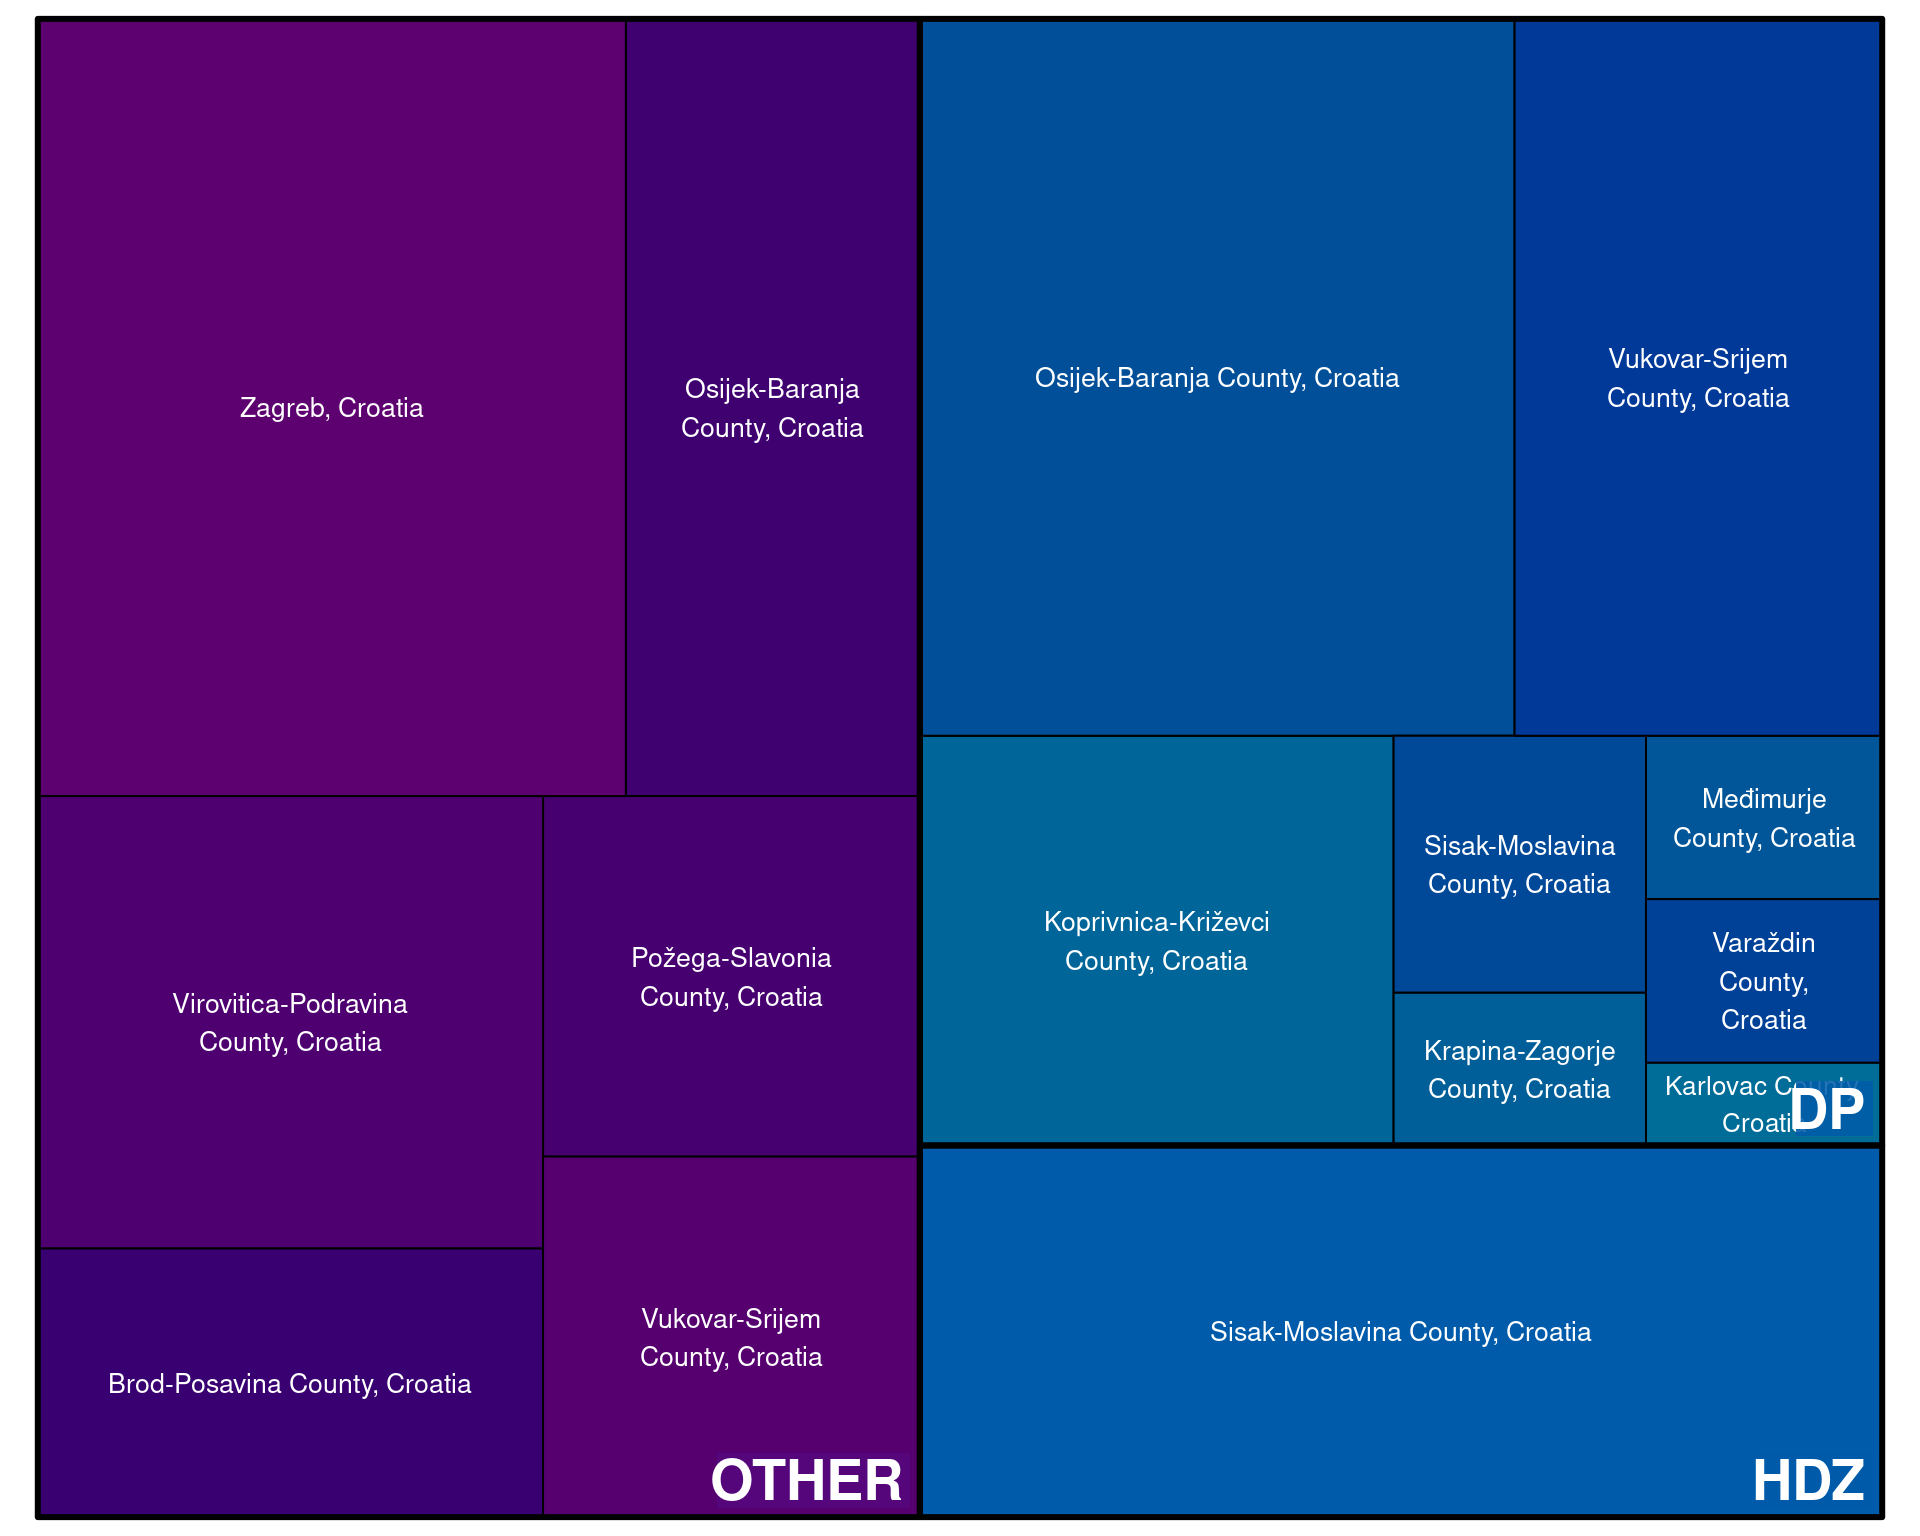 Zagreb, Croatia
Osijek-Baranja
County, Croatia
Virovitica-Podravina
County, Croatia
Požega-Slavonia
County, Croatia
Brod-Posavina County, Croatia
Vukovar-Srijem
County, Croatia
OTHER
Osijek-Baranja County, Croatia
Vukovar-Srijem
County, Croatia
Koprivnica-Križevci
County, Croatia
Sisak-Moslavina
County, Croatia
Krapina-Zagorje
County, Croatia
Međimurje
County, Croatia
Varaždin
County,
Croatia
Karlovac County,
Croatia
DP
Sisak-Moslavina County, Croatia
HDZ